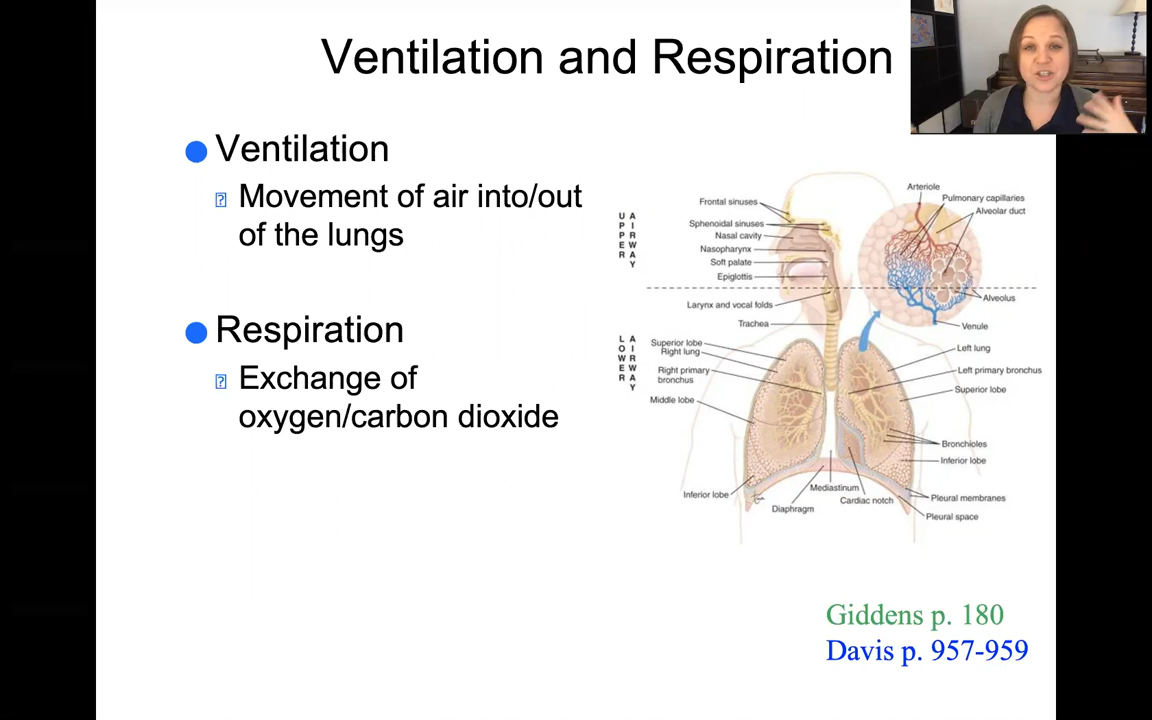 Ventilation and Respiration
Ventilation
Movement of air into/out
of the lungs
Respiration
Exchange of
oxygen/carbon dioxide
UPPER
AIRWAY
Frontal sinuses
Sphenoidal sinuses
Nasal cavity
Nasopharynx
Soft palate
Epiglottis
Arteriole
Pulmonary capillaries
Alveolar duct
Alveolus
Venule
LOWER
AIRWAY
Larynx and vocal folds
Trachea
Superior lobe
Right lung
Right primary
bronchus
Middle lobe
Inferior lobe
Left lung
Left primary bronchus
Superior lobe
Bronchioles
Inferior lobe
Mediastinum
Cardiac notch
Diaphragm
Pleural membranes
Pleural space
Giddens p. 180
Davis p. 957-959